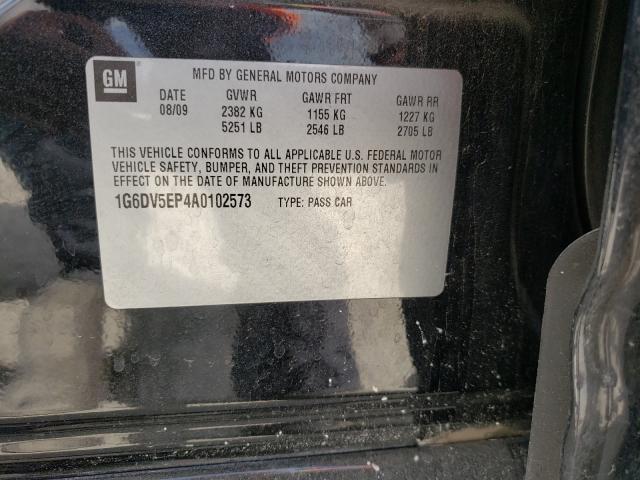 GM
MFD BY GENERAL MOTORS COMPANY
DATE GVWR GAWR FRT GAWR RR
08/09 2382 KG 1155 KG 1227 KG
5251 LB 2546 LB 2705 LB
THIS VEHICLE CONFORMS TO ALL APPLICABLE U.S. FEDERAL MOTOR
VEHICLE SAFETY, BUMPER, AND THEFT PREVENTION STANDARDS IN
EFFECT ON THE DATE OF MANUFACTURE SHOWN ABOVE.
1G6DV5EP4A0102573 TYPE: PASS CAR